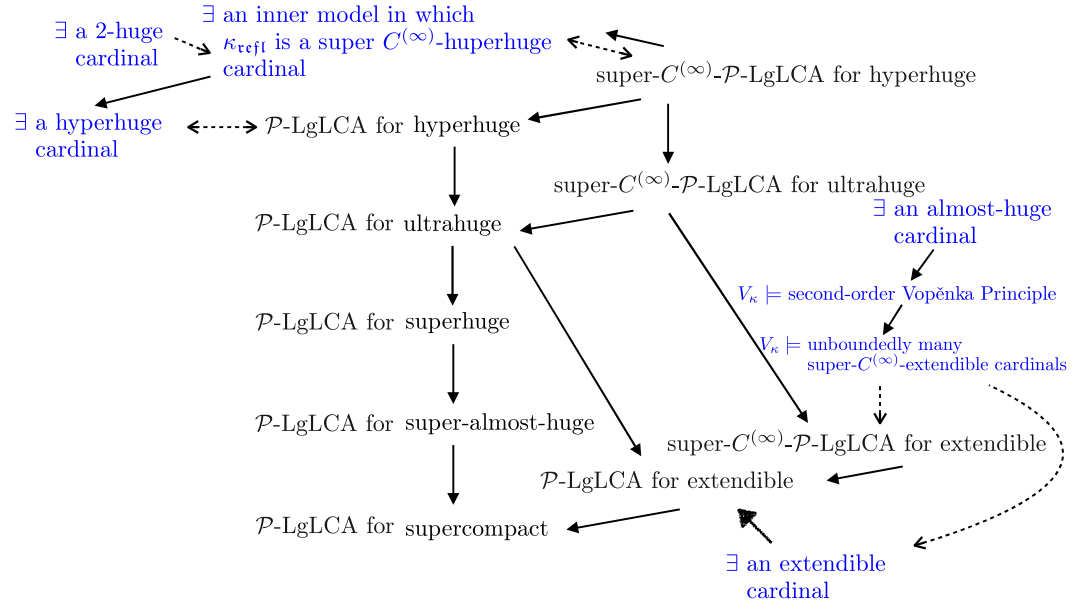 ∃ a 2-huge
cardinal
∃ an inner model in which
κ_𝔯𝔢𝔣𝔩 is a super C^(∞)-huperhuge
cardinal
super-C^(∞)-𝒫-LgLCA for hyperhuge
∃ a hyperhuge
cardinal
𝒫-LgLCA for hyperhuge
super-C^(∞)-𝒫-LgLCA for ultrahuge
∃ an almost-huge
cardinal
𝒫-LgLCA for ultrahuge
V_κ ⊨ second-order Vopěnka Principle
𝒫-LgLCA for superhuge
V_κ ⊨ unboundedly many
super-C^(∞)-extendible cardinals
𝒫-LgLCA for super-almost-huge
super-C^(∞)-𝒫-LgLCA for extendible
𝒫-LgLCA for extendible
𝒫-LgLCA for supercompact
∃ an extendible
cardinal